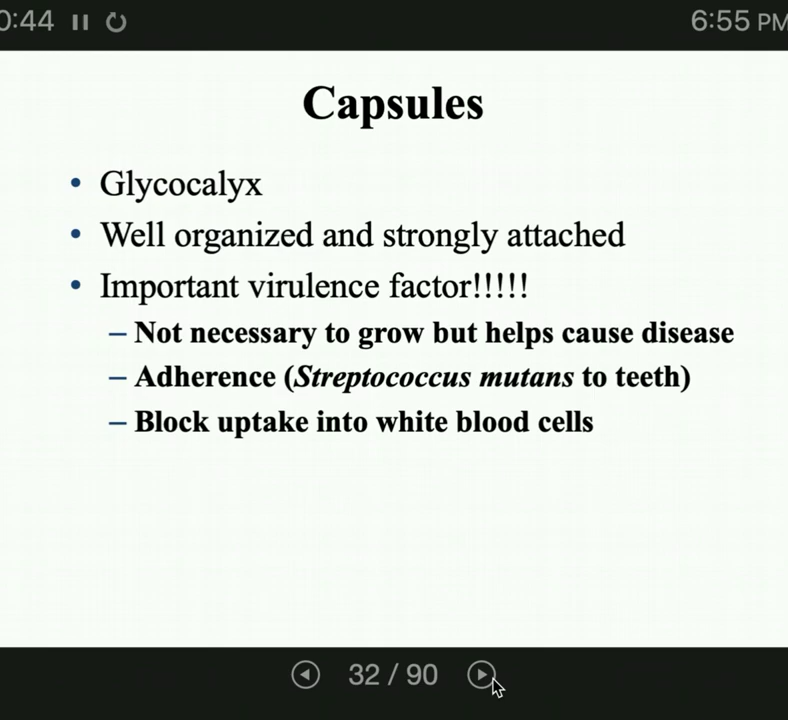 0:44
6:55 PM
Capsules
• Glycocalyx
• Well organized and strongly attached
• Important virulence factor!!!!!
– Not necessary to grow but helps cause disease
– Adherence (Streptococcus mutans to teeth)
– Block uptake into white blood cells
32 / 90